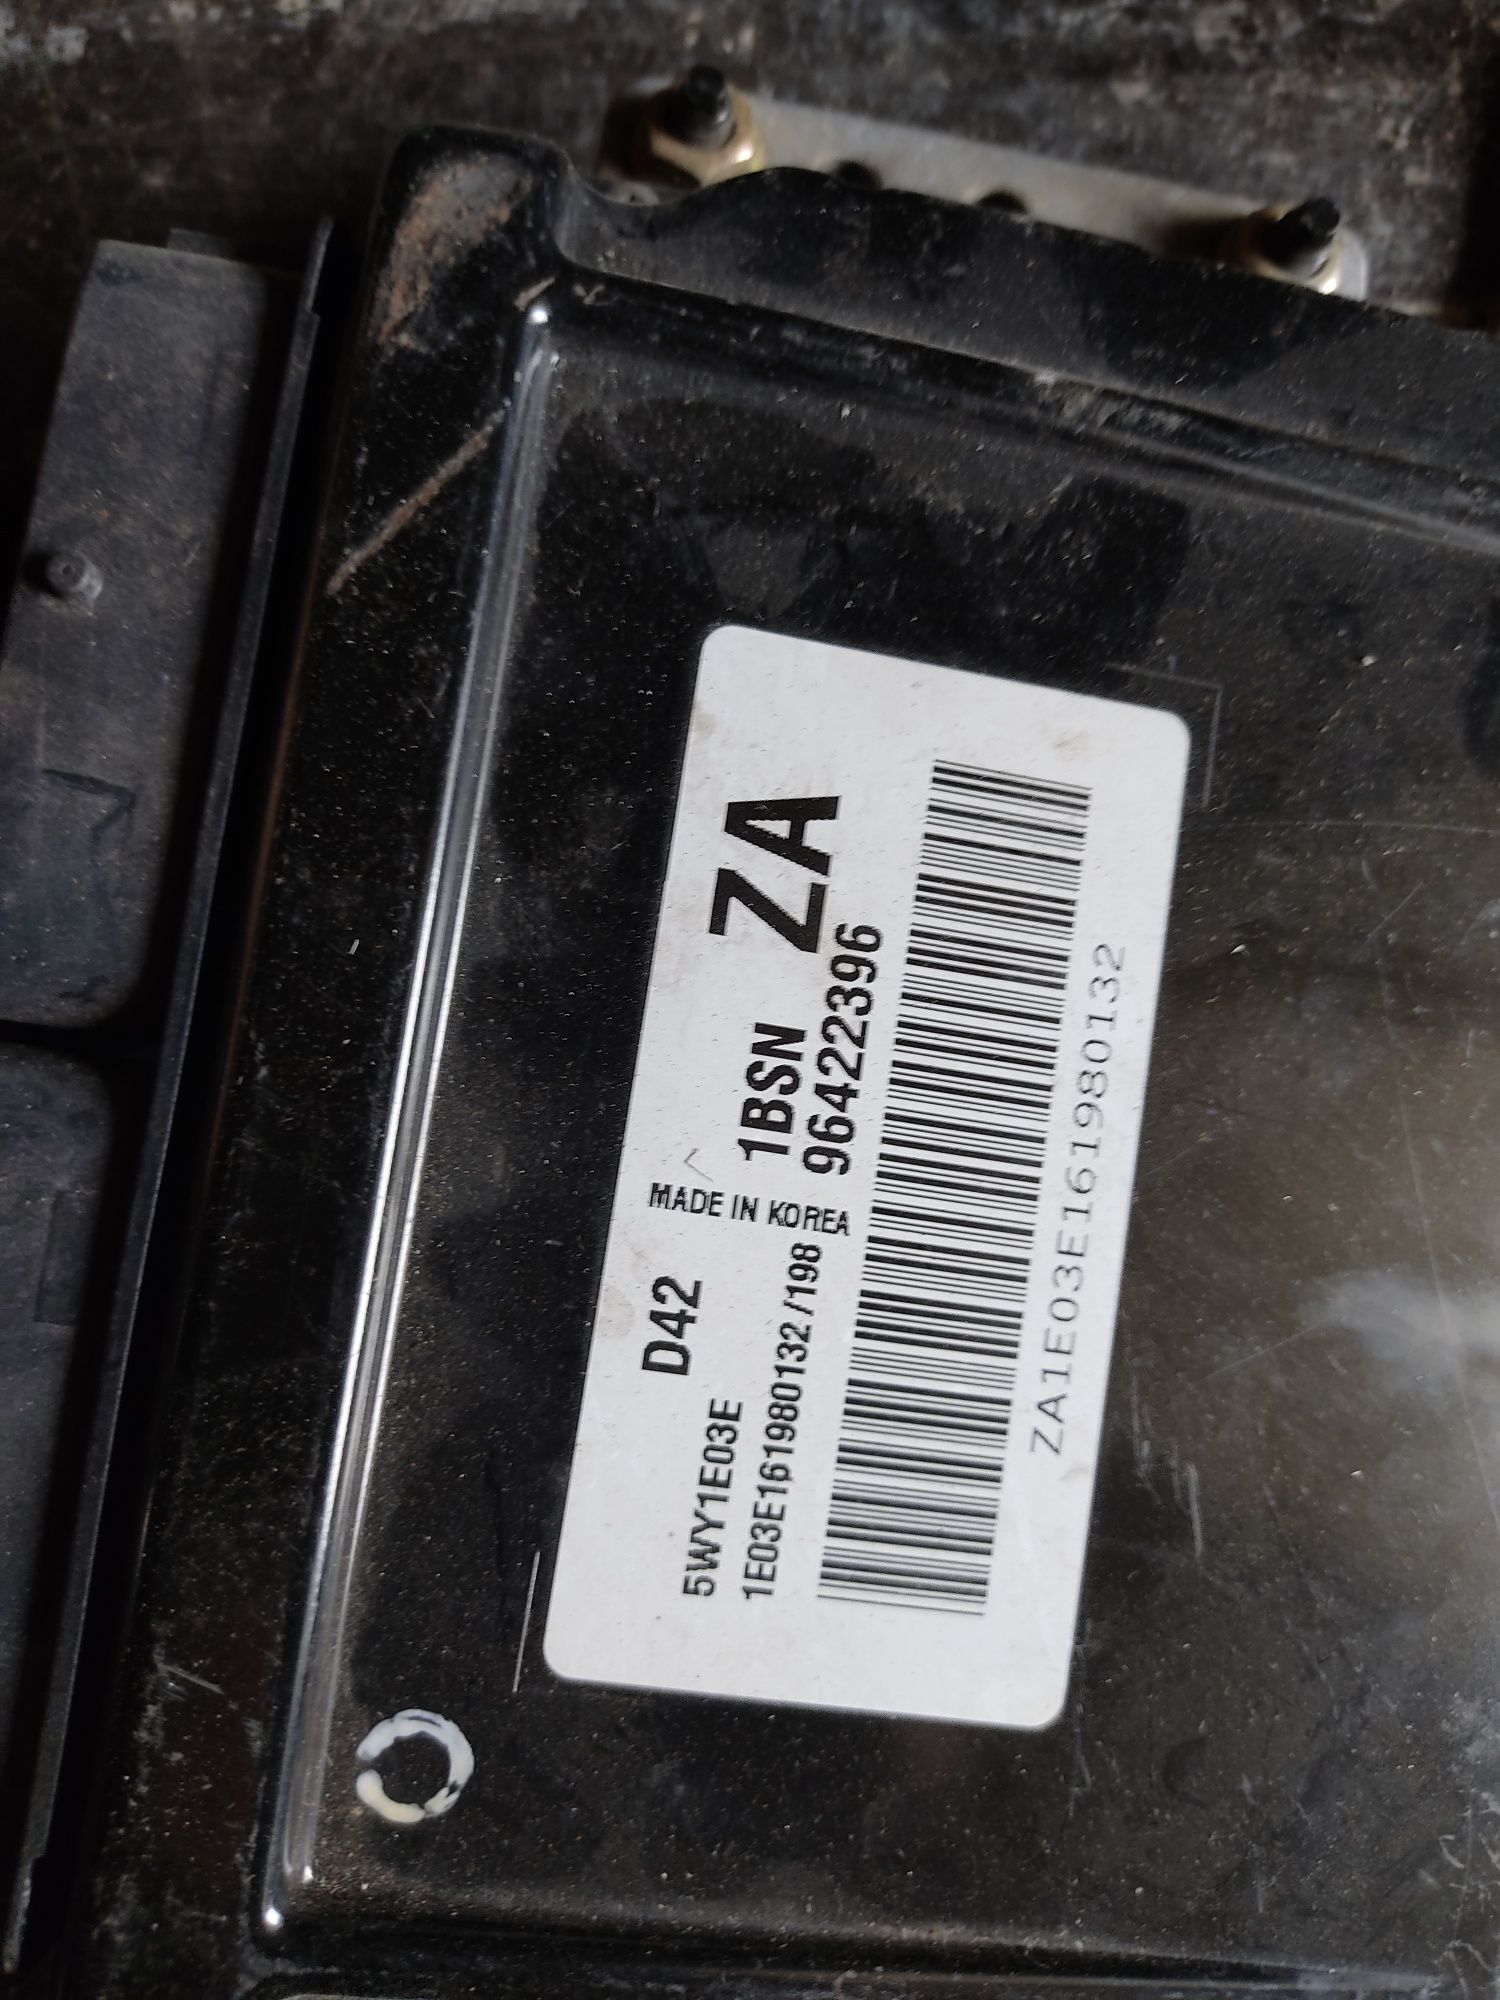 D42
MADE IN KOREA
1BSN
ZA
5WY1E03E
1E03E161980132 /198
96422396
ZA1E03E161980132